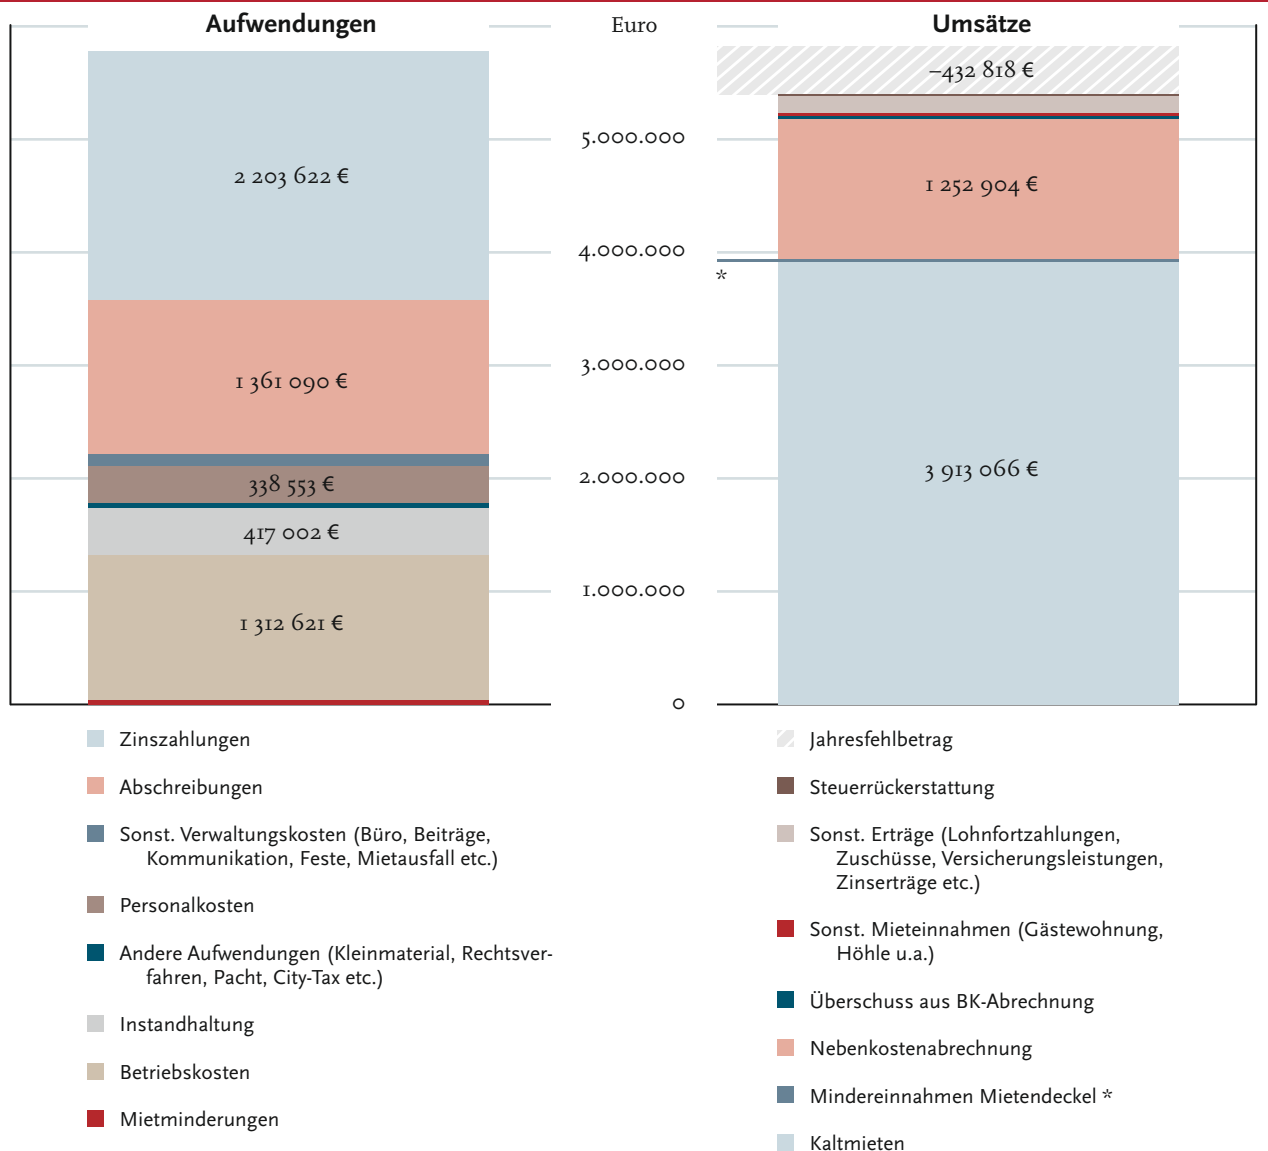 Aufwendungen
Euro
Umsätze
–432 818 €
5.000.000
2 203 622 €
1 252 904 €
4.000.000
*
3.000.000
1 361 090 €
3 913 066 €
2.000.000
338 553 €
417 002 €
1.000.000
1 312 621 €
0
Zinszahlungen
Abschreibungen
Sonst. Verwaltungskosten (Büro, Beiträge,
Kommunikation, Feste, Mietausfall etc.)
Personalkosten
Andere Aufwendungen (Kleinmaterial, Rechtsver-
fahren, Pacht, City-Tax etc.)
Instandhaltung
Betriebskosten
Mietminderungen
Jahresfehlbetrag
Steuerrückerstattung
Sonst. Erträge (Lohnfortzahlungen,
Zuschüsse, Versicherungsleistungen,
Zinserträge etc.)
Sonst. Mieteinnahmen (Gästewohnung,
Höhle u.a.)
Überschuss aus BK-Abrechnung
Nebenkostenabrechnung
Mindereinnahmen Mietendeckel *
Kaltmieten